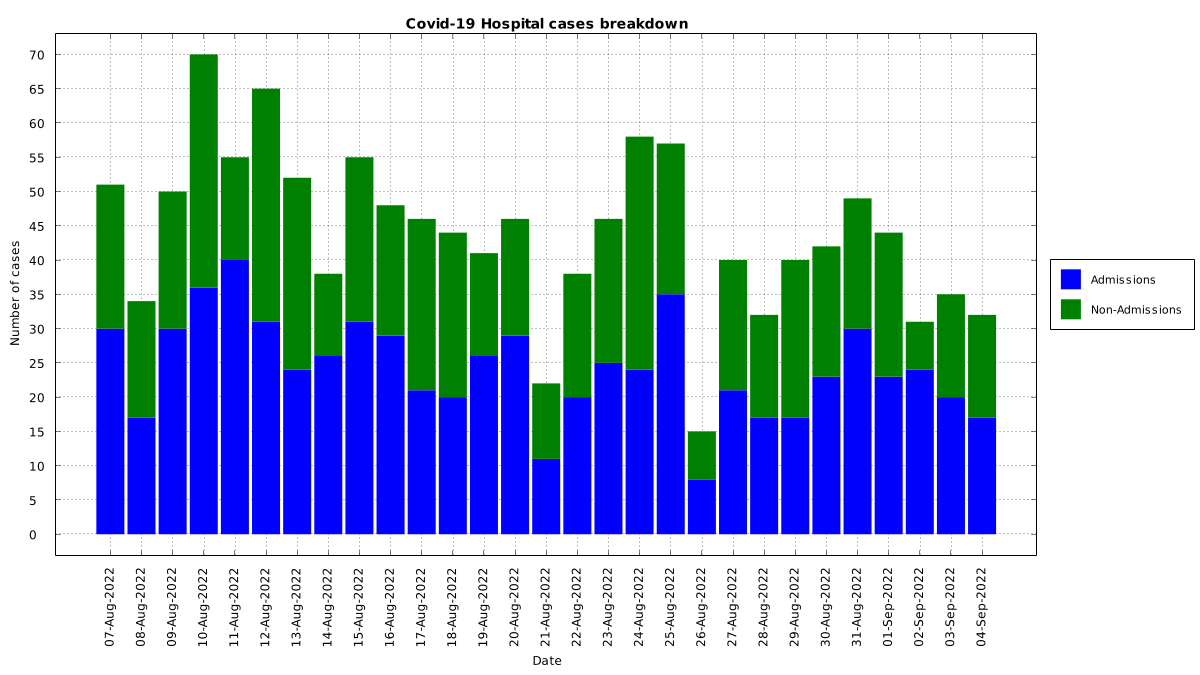 Covid-19 Hospital cases breakdown
70
65
60
55
50
45
40
35
30
25
20
15
10
5
0
Number of cases
07-Aug-2022
08-Aug-2022
09-Aug-2022
10-Aug-2022
11-Aug-2022
12-Aug-2022
13-Aug-2022
14-Aug-2022
15-Aug-2022
16-Aug-2022
17-Aug-2022
18-Aug-2022
19-Aug-2022
20-Aug-2022
21-Aug-2022
22-Aug-2022
23-Aug-2022
24-Aug-2022
25-Aug-2022
26-Aug-2022
27-Aug-2022
28-Aug-2022
29-Aug-2022
30-Aug-2022
31-Aug-2022
01-Sep-2022
02-Sep-2022
03-Sep-2022
04-Sep-2022
Date
Admissions
Non-Admissions